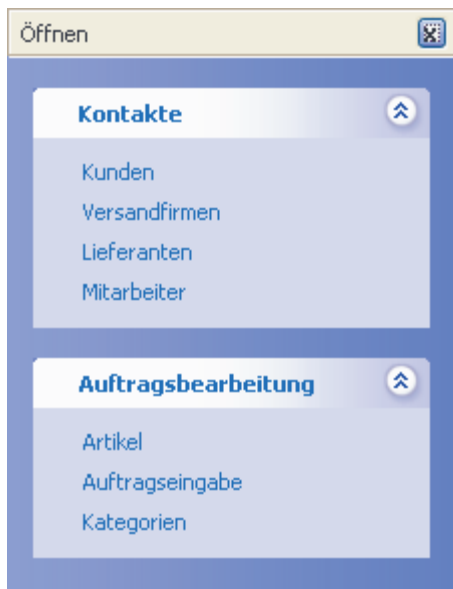 Öffnen
Kontakte
Kunden
Versandfirmen
Lieferanten
Mitarbeiter
Auftragsbearbeitung
Artikel
Auftragseingabe
Kategorien